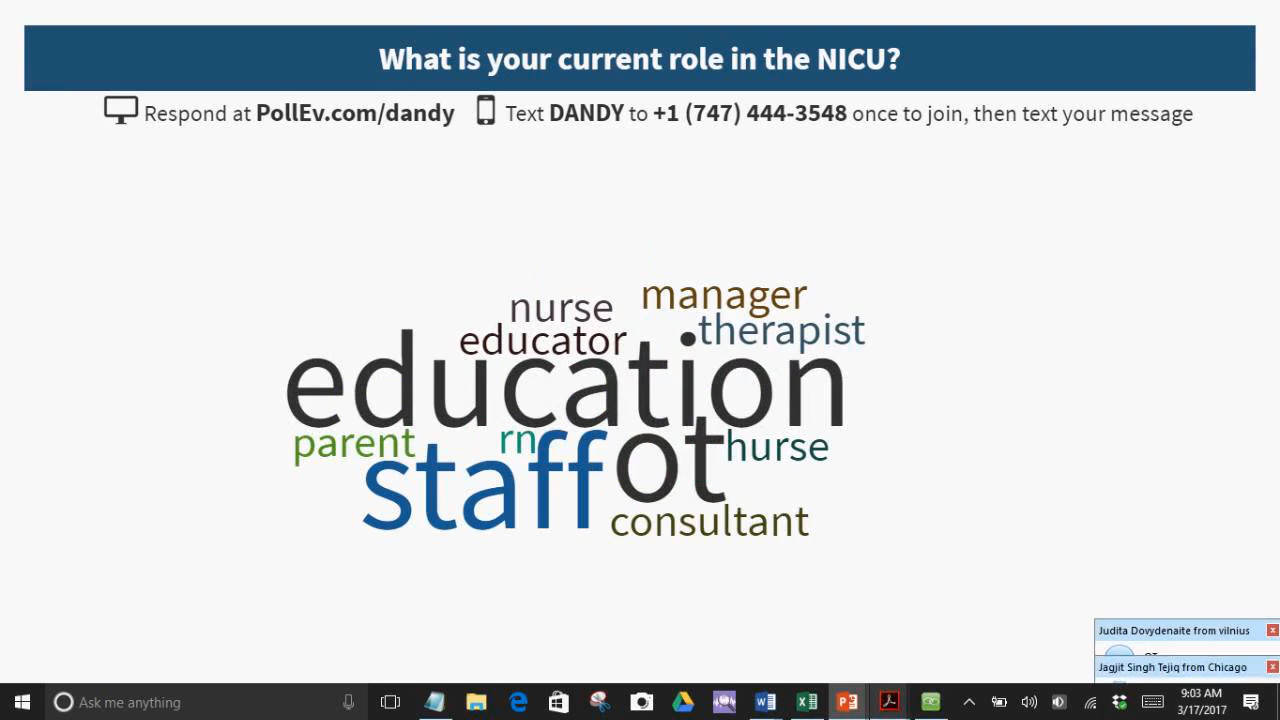 What is your current role in the NICU?
Respond at PollEv.com/dandy Text DANDY to +1 (747) 444-3548 once to join, then text your message
nurse manager
educator therapist
education
parent rn hurse
staff ot
consultant
Judita Dovydenaite from vilnius
Jagjit Singh Tejiq from Chicago
Ask me anything
9:03 AM
3/17/2017